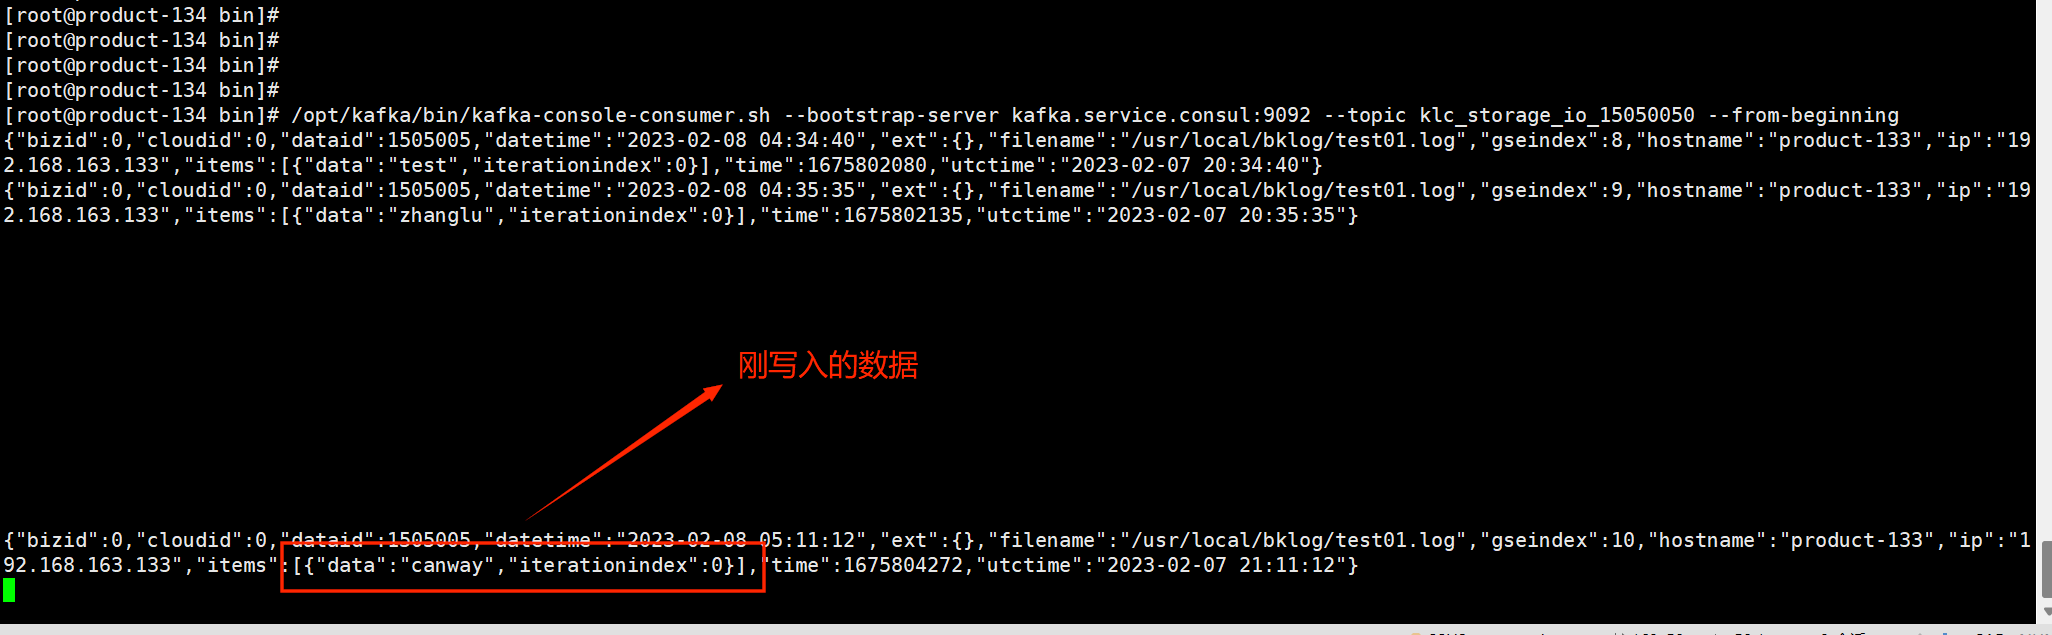 [root@product-134 bin]#
[root@product-134 bin]#
[root@product-134 bin]#
[root@product-134 bin]#
[root@product-134 bin]# /opt/kafka/bin/kafka-console-consumer.sh --bootstrap-server kafka.service.consul:9092 --topic klc_storage_io_15050050 --from-beginning
{"bizid":0,"cloudid":0,"dataid":1505005,"datetime":"2023-02-08 04:34:40","ext":{},"filename":"/usr/local/bklog/test01.log","gseindex":8,"hostname":"product-133","ip":"19
2.168.163.133","items":[{"data":"test","iterationindex":0}],"time":1675802080,"utctime":"2023-02-07 20:34:40"}
{"bizid":0,"cloudid":0,"dataid":1505005,"datetime":"2023-02-08 04:35:35","ext":{},"filename":"/usr/local/bklog/test01.log","gseindex":9,"hostname":"product-133","ip":"19
2.168.163.133","items":[{"data":"zhanglu","iterationindex":0}],"time":1675802135,"utctime":"2023-02-07 20:35:35"}
刚写入的数据
{"bizid":0,"cloudid":0,"dataid":1505005,"datetime":"2023-02-08 05:11:12","ext":{},"filename":"/usr/local/bklog/test01.log","gseindex":10,"hostname":"product-133","ip":"1
92.168.163.133","items":[{"data":"canway","iterationindex":0}],"time":1675804272,"utctime":"2023-02-07 21:11:12"}